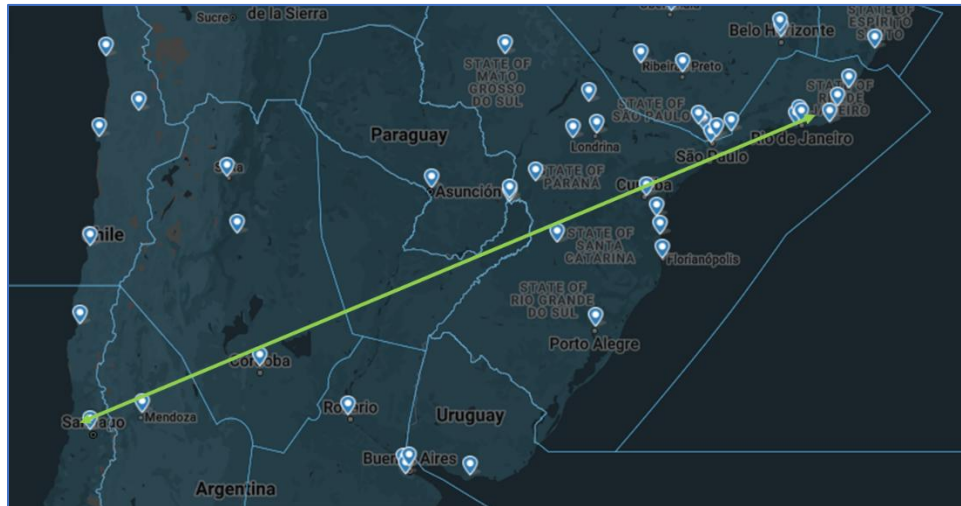 Sucre
de la Sierra
Belo Horizonte
STATE OF
ESPÍRITO
SANTO
STATE OF
MATO
GROSSO
DO SUL
Ribeirão Preto
STATE OF
SÃO PAULO
STATE OF
RIO DE
JANEIRO
Paraguay
Londrina
Rio de Janeiro
São Paulo
Salta
STATE OF
PARANÁ
Asunción
Curitiba
Chile
STATE OF
SANTA
CATARINA
Florianópolis
STATE OF
RIO GRANDE
DO SUL
Porto Alegre
Córdoba
Santiago
Mendoza
Rosario
Uruguay
Buenos Aires
Argentina